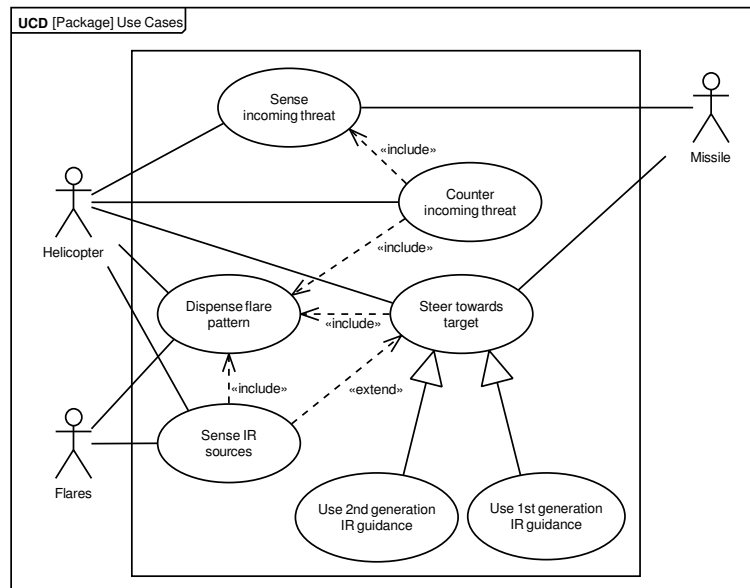 UCD [Package] Use Cases
Sense
incoming threat
Missile
«include»
Counter
incoming threat
Helicopter
«include»
Dispense flare
pattern
Steer towards
target
«include»
«include»
«extend»
Sense IR
sources
Flares
Use 2nd generation
IR guidance
Use 1st generation
IR guidance